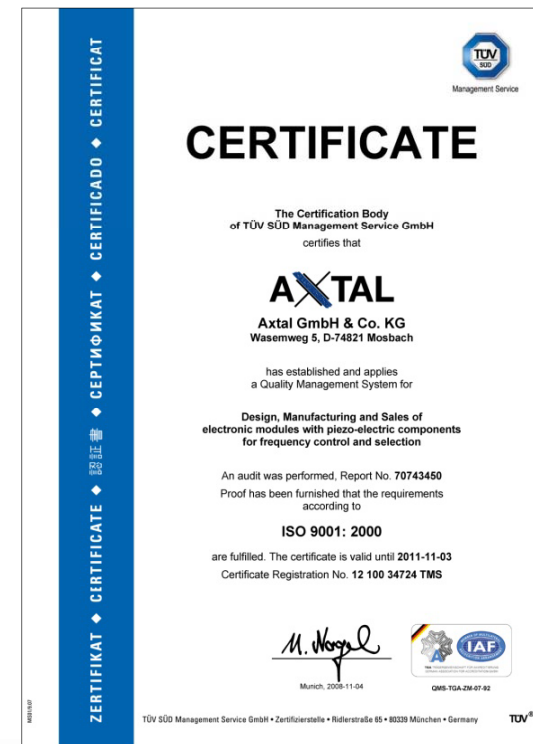 ZERTIFIKAT ◆ CERTIFICATE ◆ 認証書 ◆ СЕРТИФИКАТ ◆ CERTIFICADO ◆ CERTIFICAT
TÜV
SÜD
Management Service
CERTIFICATE
The Certification Body
of TÜV SÜD Management Service GmbH
certifies that
AXTAL
Axtal GmbH & Co. KG
Wasemweg 5, D-74821 Mosbach
has established and applies
a Quality Management System for
Design, Manufacturing and Sales of
electronic modules with piezo-electric components
for frequency control and selection
An audit was performed, Report No. 70743450
Proof has been furnished that the requirements
according to
ISO 9001: 2000
are fulfilled. The certificate is valid until 2011-11-03
Certificate Registration No. 12 100 34724 TMS
M. Nagel
Munich, 2008-11-04
IAF
QMS-TGA-ZM-07-92
TÜV SÜD Management Service GmbH • Zertifizierstelle • Ridlerstraße 65 • 80339 München • Germany
TÜV®